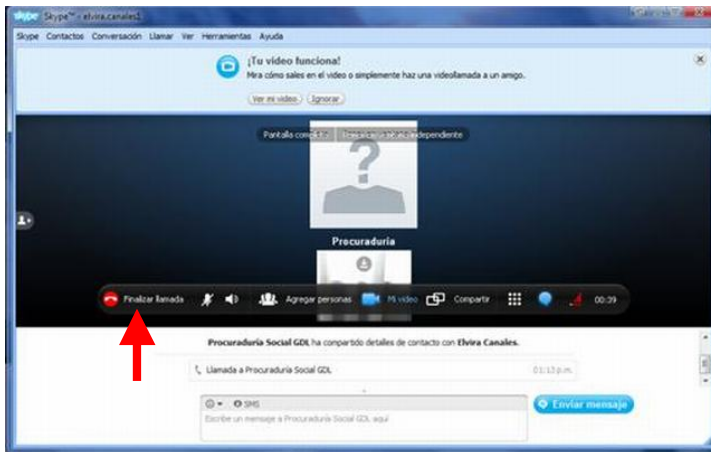 Skype™ - elvira.canales1
Skype Contactos Conversación Llamar Ver Herramientas Ayuda
¡Tu video funciona!
Mira cómo sales en el video o simplemente haz una videollamada a un amigo.
Ver mi video Ignorar
Pantalla independiente
?
Procuraduria
Finalizar llamada Agregar personas Mi video Compartir 00:39
Procuraduría Social GDL ha compartido detalles de contacto con Elvira Canales.
Llamada a Procuraduría Social GDL 01:13 p.m.
SMS
Escribe un mensaje a Procuraduría Social GDL aquí
Enviar mensaje